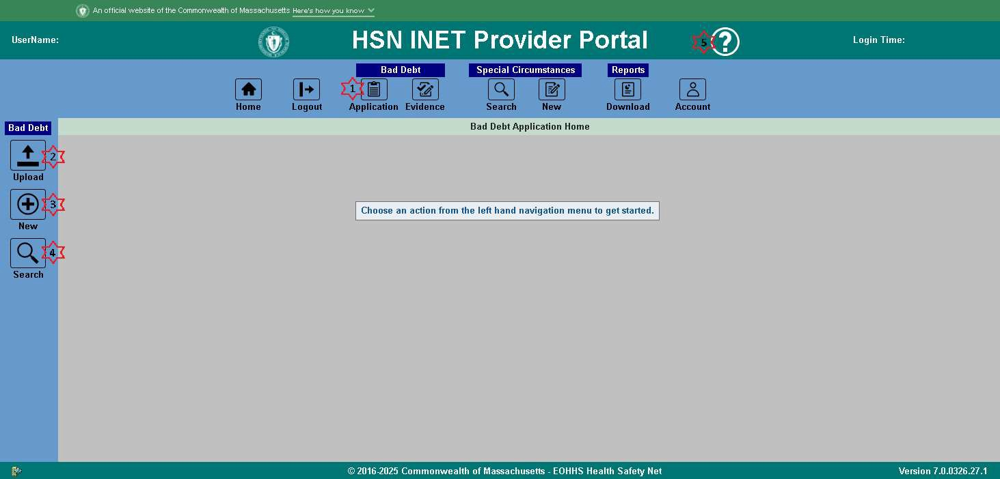 An official website of the Commonwealth of Massachusetts Here's how you know
UserName:
HSN INET Provider Portal
5
?
Login Time:
Bad Debt
Special Circumstances
Reports
1
Home
Logout
Application
Evidence
Search
New
Download
Account
Bad Debt
Bad Debt Application Home
2
Upload
3
New
4
Search
Choose an action from the left hand navigation menu to get started.
© 2016-2025 Commonwealth of Massachusetts - EOHHS Health Safety Net
Version 7.0.0326.27.1